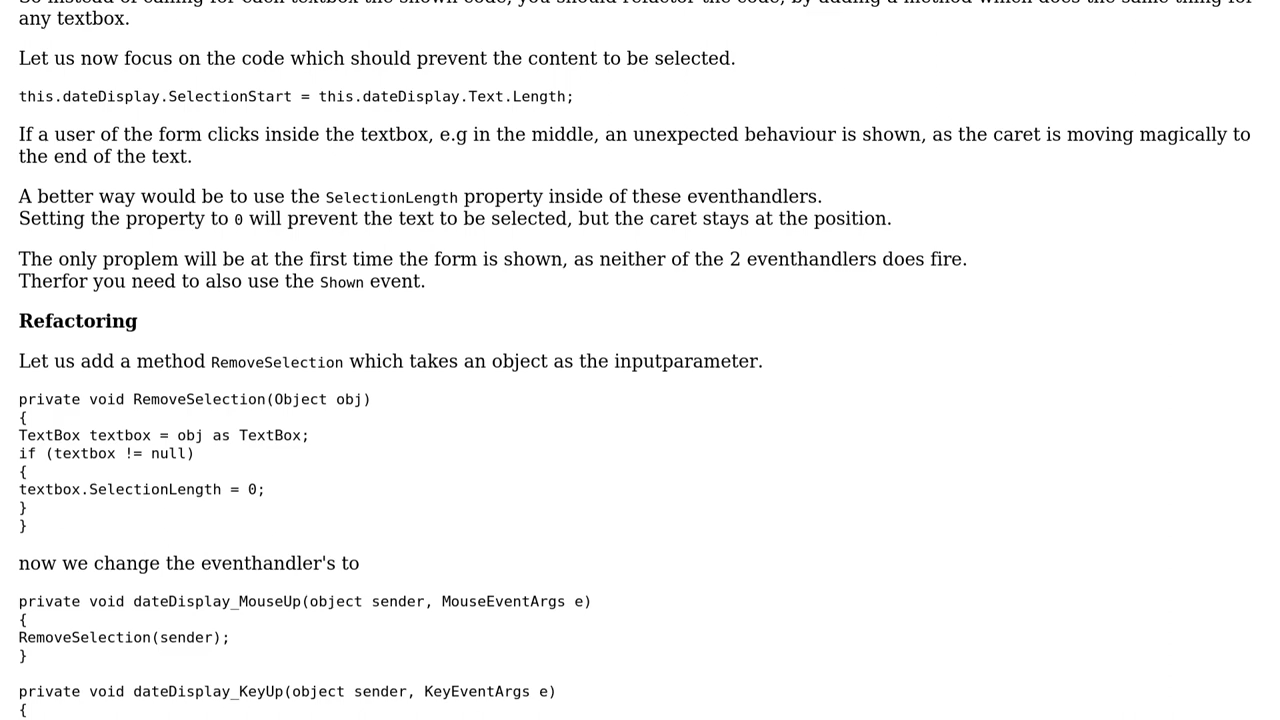 any textbox.
Let us now focus on the code which should prevent the content to be selected.
this.dateDisplay.SelectionStart = this.dateDisplay.Text.Length;
If a user of the form clicks inside the textbox, e.g in the middle, an unexpected behaviour is shown, as the caret is moving magically to
the end of the text.
A better way would be to use the SelectionLength property inside of these eventhandlers.
Setting the property to 0 will prevent the text to be selected, but the caret stays at the position.
The only proplem will be at the first time the form is shown, as neither of the 2 eventhandlers does fire.
Therfor you need to also use the Shown event.
Refactoring
Let us add a method RemoveSelection which takes an object as the inputparameter.
private void RemoveSelection(Object obj)
{
TextBox textbox = obj as TextBox;
if (textbox != null)
{
textbox.SelectionLength = 0;
}
}
now we change the eventhandler's to
private void dateDisplay_MouseUp(object sender, MouseEventArgs e)
{
RemoveSelection(sender);
}
private void dateDisplay_KeyUp(object sender, KeyEventArgs e)
{